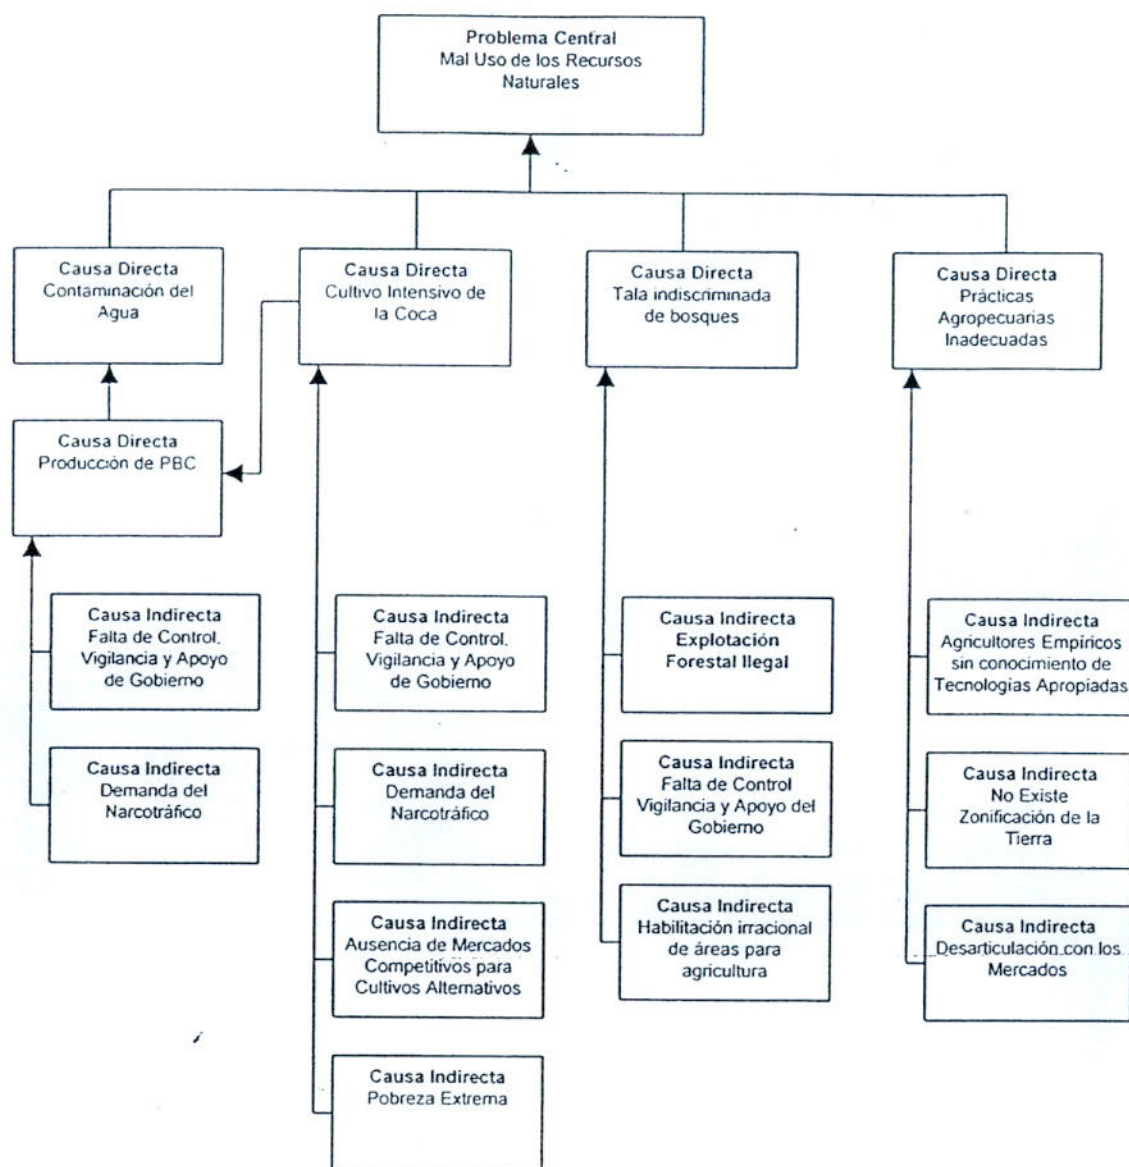 Problema Central
Mal Uso de los Recursos
Naturales
Causa Directa
Contaminación del
Agua
Causa Directa
Cultivo Intensivo de
la Coca
Causa Directa
Tala indiscriminada
de bosques
Causa Directa
Prácticas
Agropecuarias
Inadecuadas
Causa Directa
Producción de PBC
Causa Indirecta
Falta de Control,
Vigilancia y Apoyo
de Gobierno
Causa Indirecta
Demanda del
Narcotráfico
Causa Indirecta
Falta de Control,
Vigilancia y Apoyo
de Gobierno
Causa Indirecta
Demanda del
Narcotráfico
Causa Indirecta
Ausencia de Mercados
Competitivos para
Cultivos Alternativos
Causa Indirecta
Pobreza Extrema
Causa Indirecta
Explotación
Forestal Ilegal
Causa Indirecta
Falta de Control
Vigilancia y Apoyo del
Gobierno
Causa Indirecta
Habilitación irracional
de áreas para
agricultura
Causa Indirecta
Agricultores Empíricos
sin conocimiento de
Tecnologías Apropiadas
Causa Indirecta
No Existe
Zonificación de la
Tierra
Causa Indirecta
Desarticulación con los
Mercados